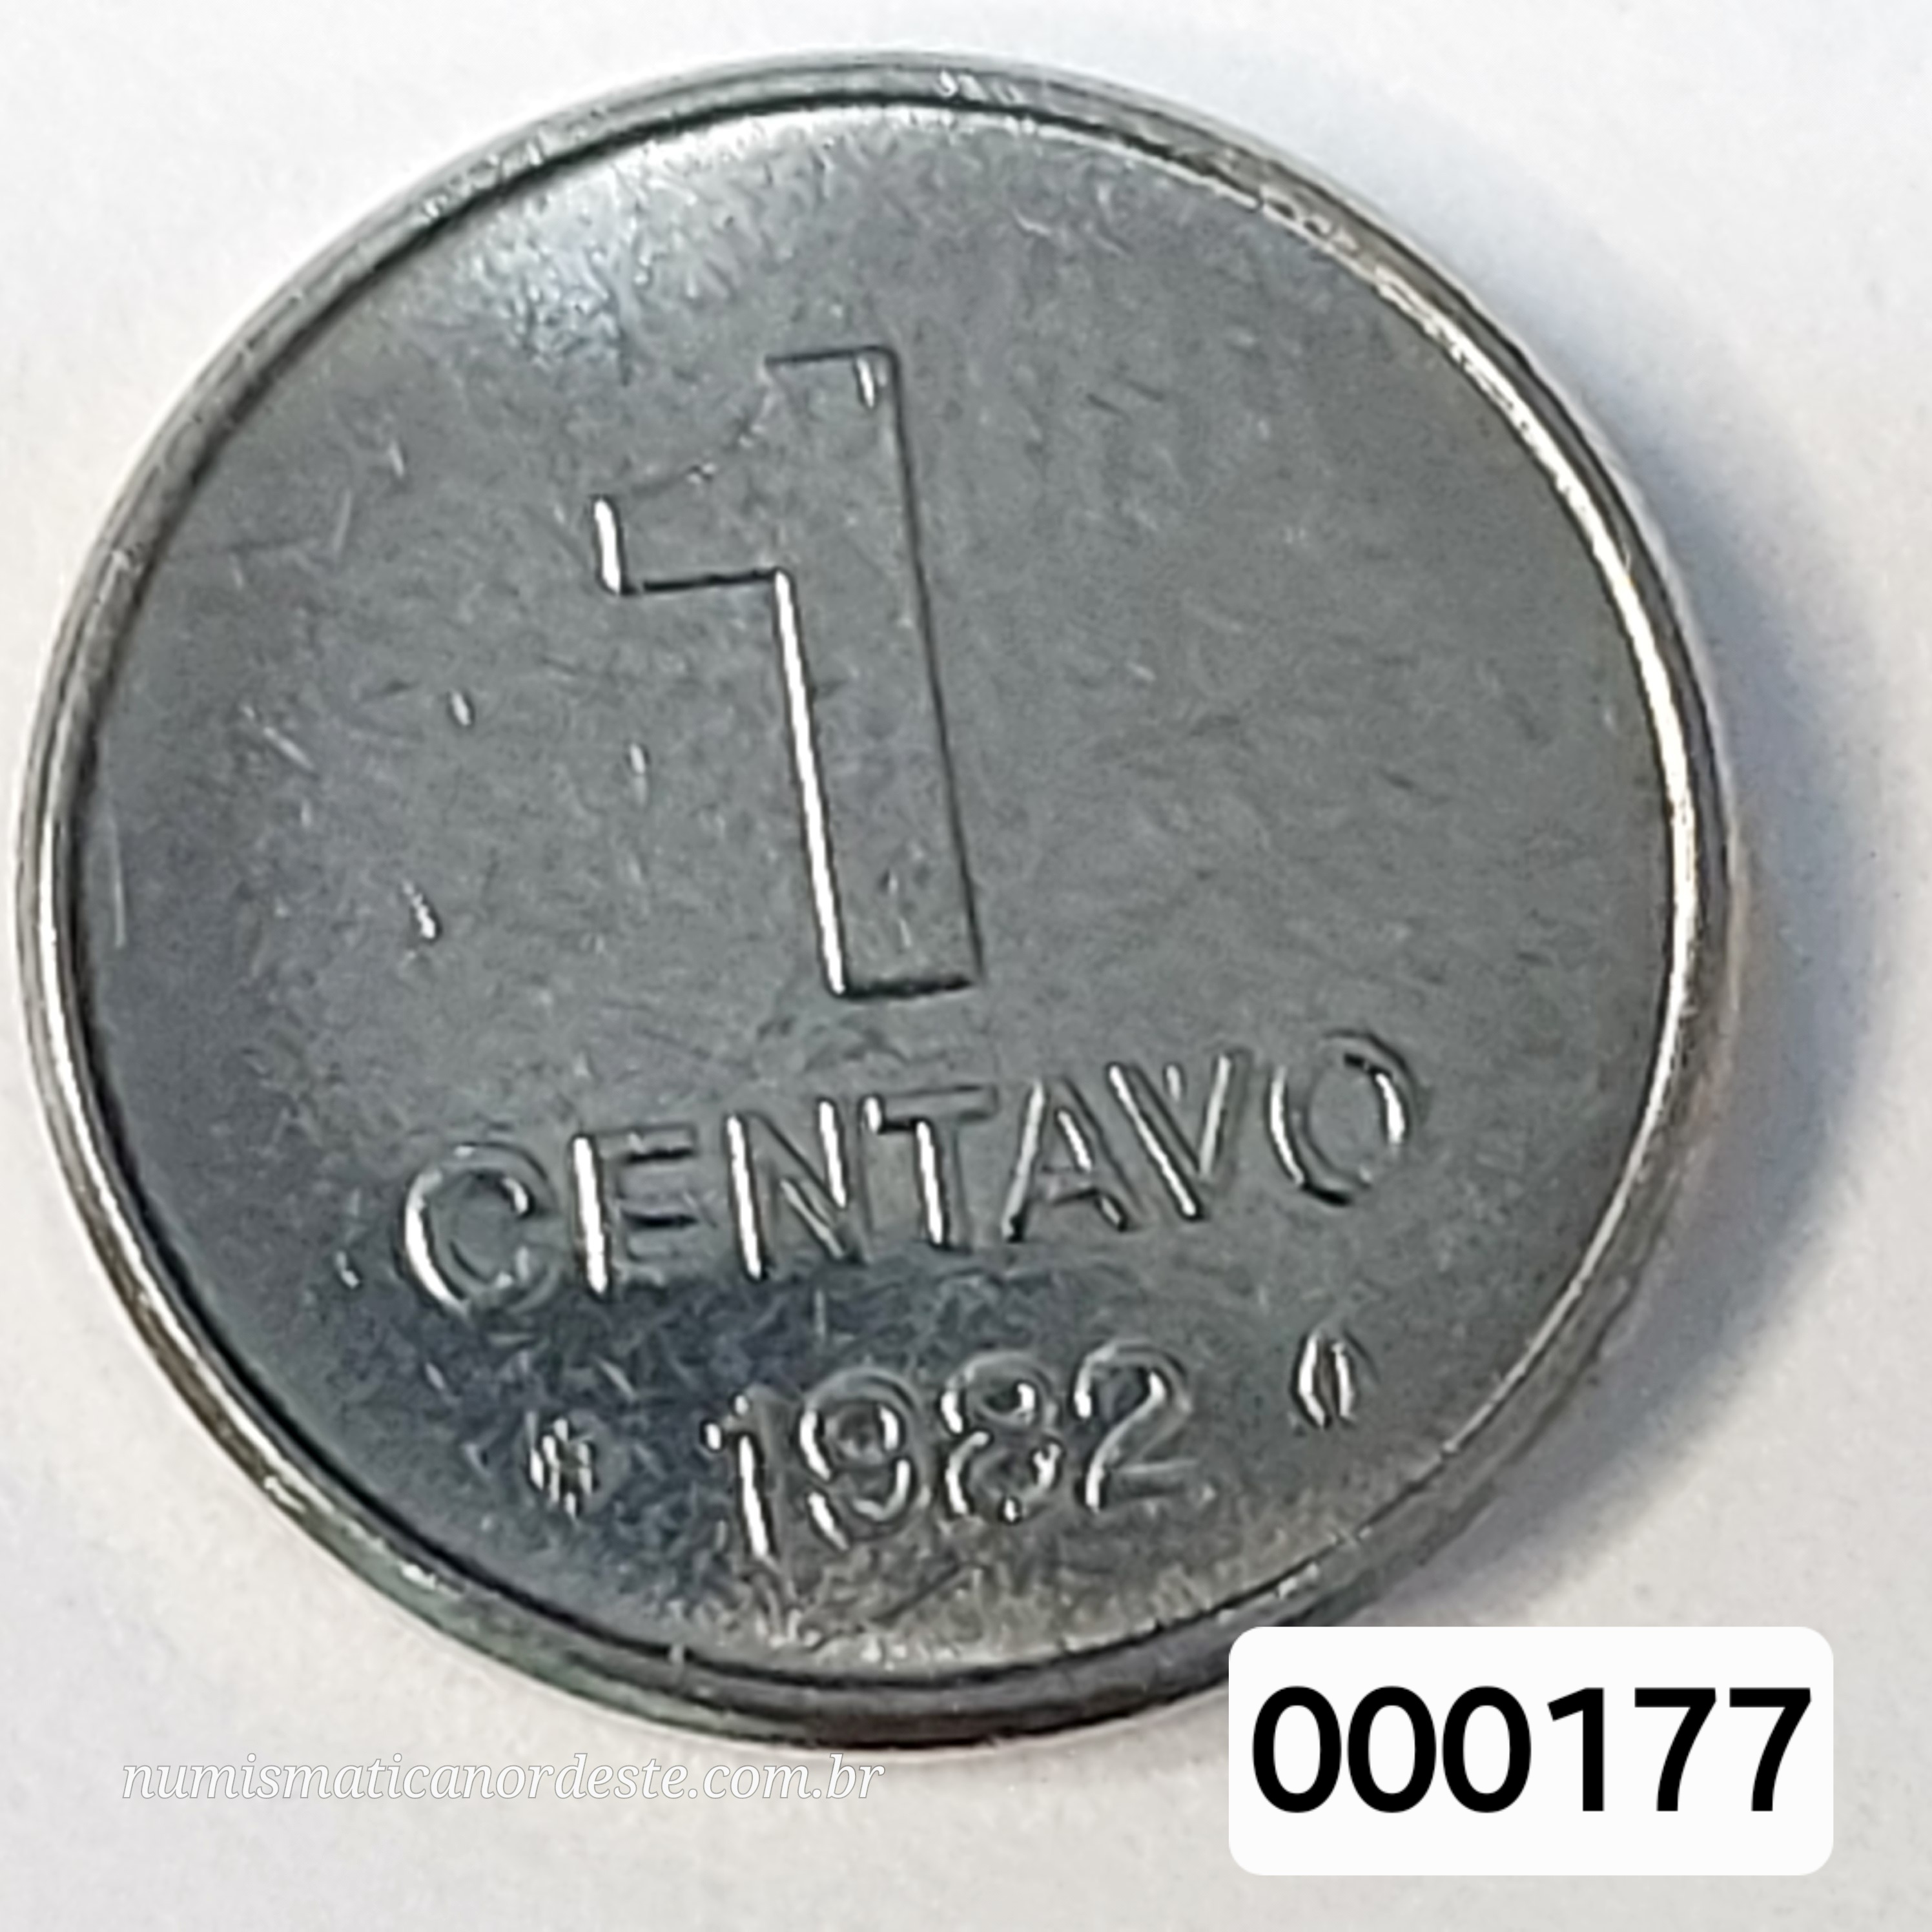 1
CENTAVO
1982
numismaticanordeste.com.br
000177